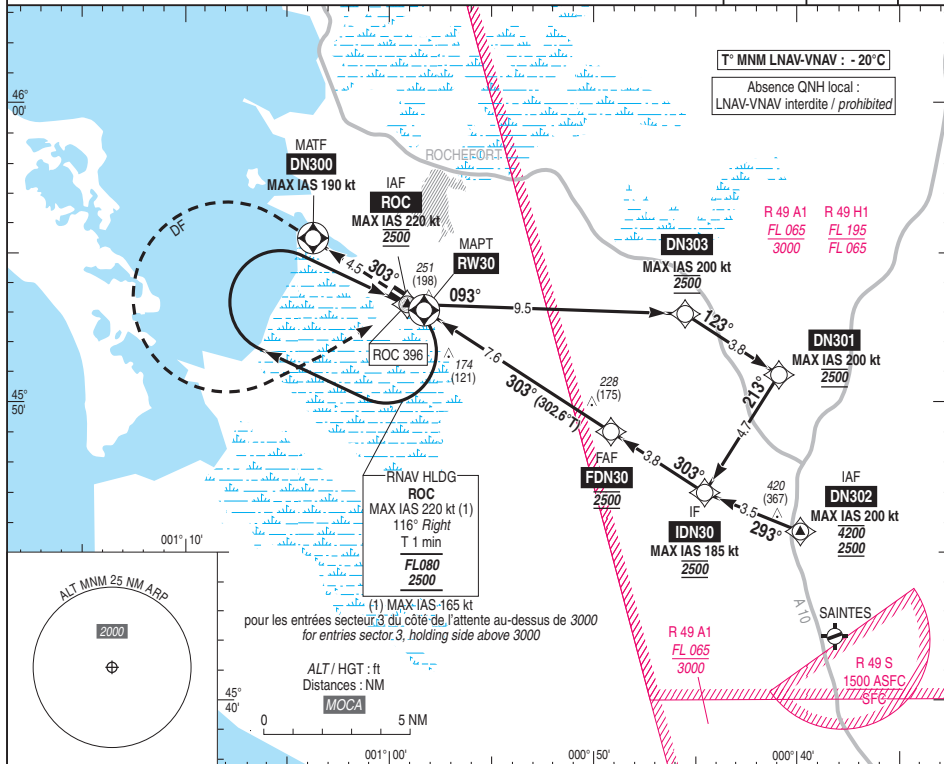 T° MNM LNAV-VNAV : - 20°C
Absence QNH local :
LNAV-VNAV interdite / prohibited
46°
00'
MATF
DN300
MAX IAS 190 kt
ROCHEFORT
IAF
ROC
MAX IAS 220 kt
2500
R 49 A1
FL 065
3000
R 49 H1
FL 195
FL 065
DF
MAPT
RW30
DN303
MAX IAS 200 kt
2500
4.5
303°
251
(198)
093°
9.5
123°
3.8
DN301
MAX IAS 200 kt
2500
ROC 396
174
(121)
7.6
303° (302.6°T)
228
(175)
213°
4.7
45°
50'
FAF
FDN30
2500
3.8
303°
IF
IDN30
MAX IAS 185 kt
2500
3.5
293°
420
(367)
IAF
DN302
MAX IAS 200 kt
4200
2500
RNAV HLDG
ROC
MAX IAS 220 kt (1)
116° Right
T 1 min
FL080
2500
(1) MAX IAS 165 kt
pour les entrées secteur 3 du côté de l'attente au-dessus de 3000
for entries sector 3, holding side above 3000
001°10'
ALT MNM 25 NM ARP
2000
A 10
SAINTES
R 49 A1
FL 065
3000
R 49 S
1500 ASFC
SFC
ALT / HGT : ft
Distances : NM
MOCA
0 5 NM
45°
40'
001°00'
000°50'
000°40'